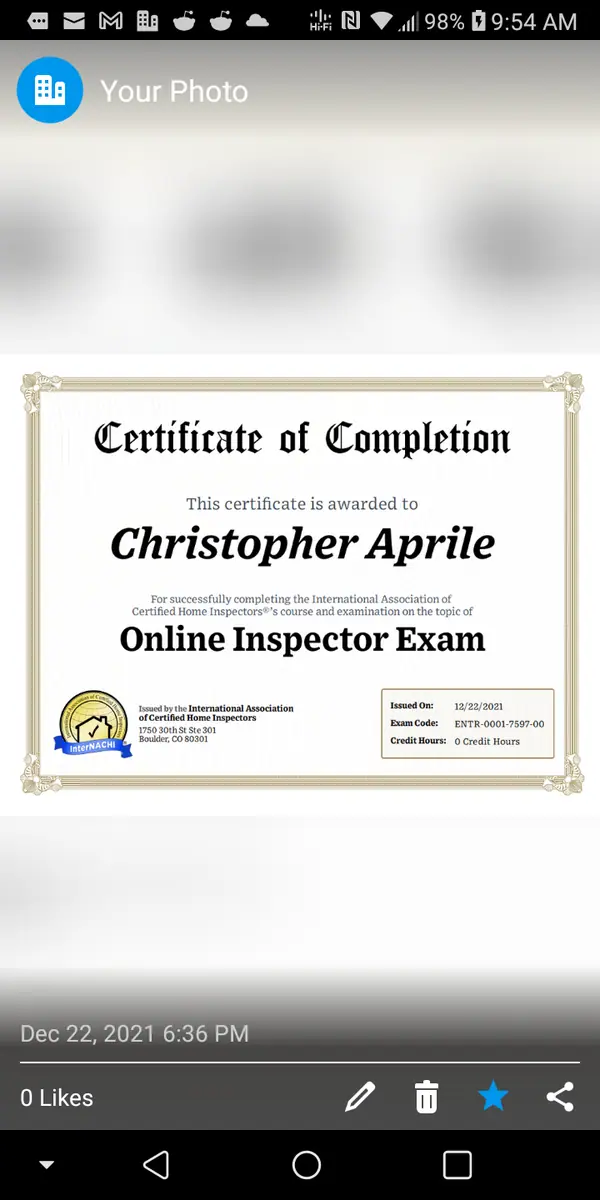 Hi-Fi 98% 9:54 AM
Your Photo
Certificate of Completion
This certificate is awarded to
Christopher Aprile
For successfully completing the International Association of
Certified Home Inspectors®'s course and examination on the topic of
Online Inspector Exam
InterNACHI
Issued by the International Association
of Certified Home Inspectors
1750 30th St Ste 301
Boulder, CO 80301
Issued On: 12/22/2021
Exam Code: ENTR-0001-7597-00
Credit Hours: 0 Credit Hours
Dec 22, 2021 6:36 PM
0 Likes